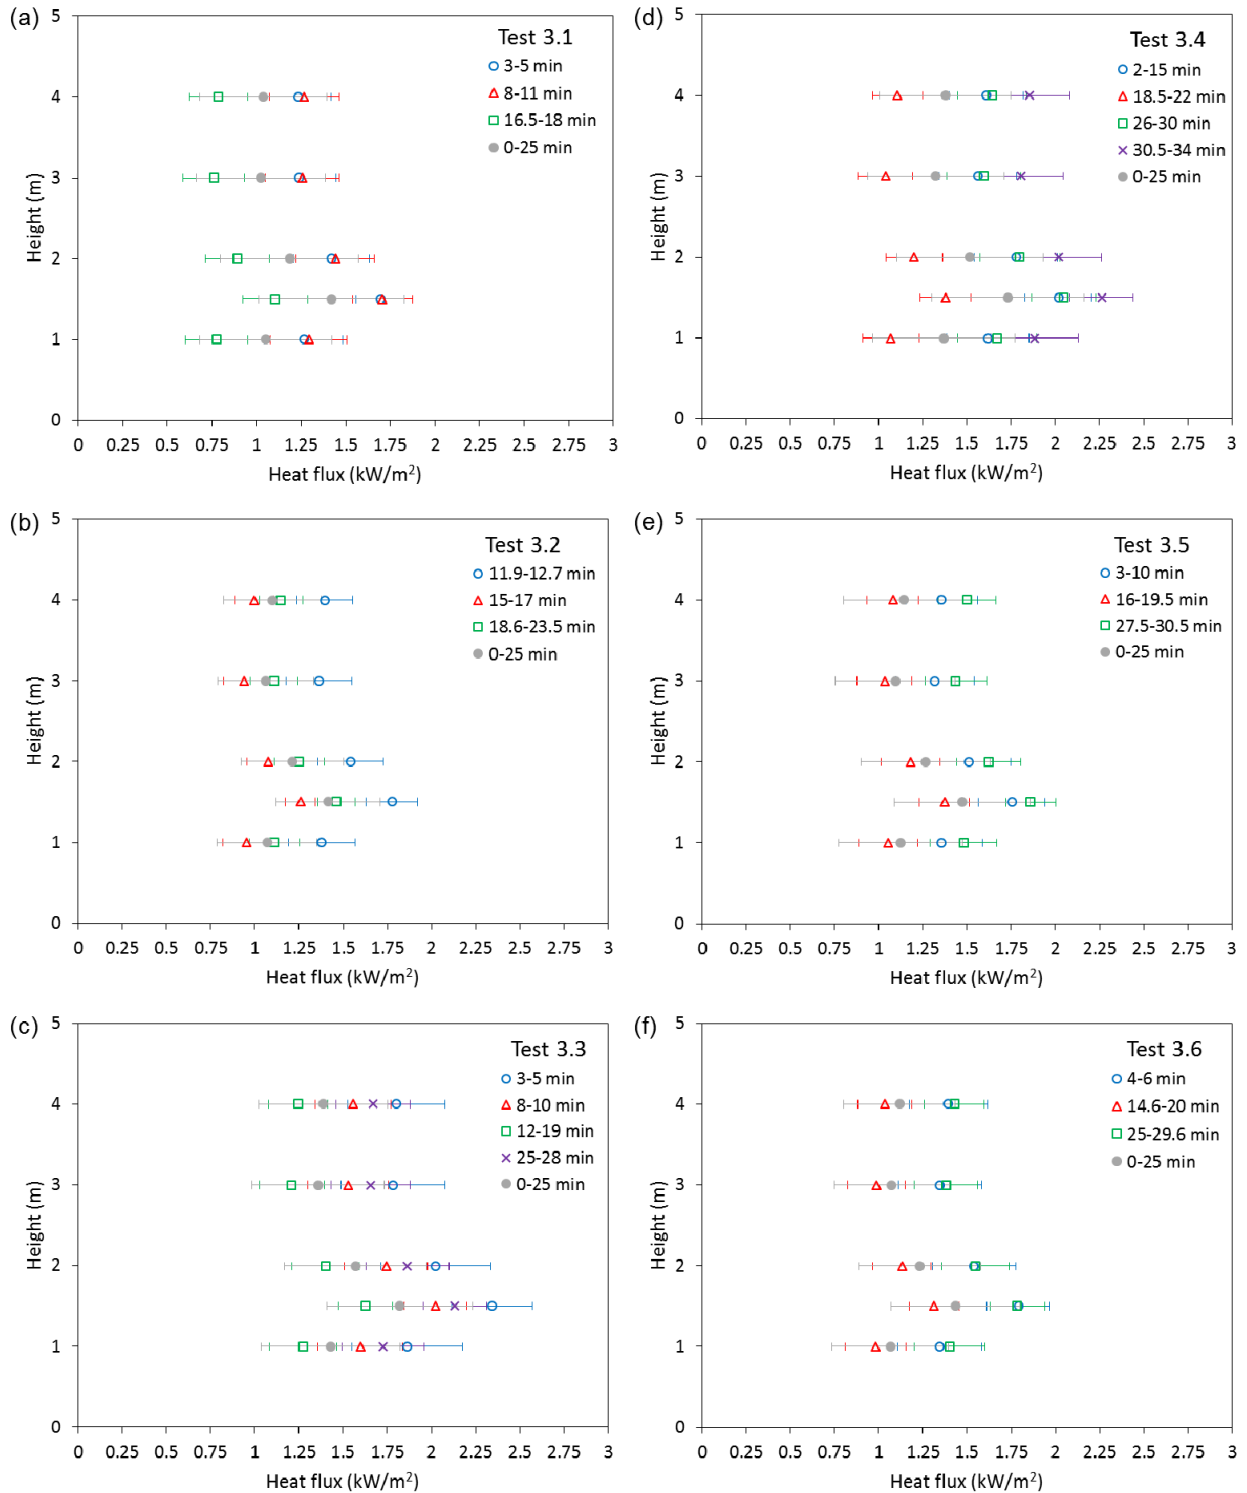 (a)
Test 3.1
3-5 min
8-11 min
16.5-18 min
0-25 min
Height (m)
5
4
3
2
1
0
0 0.25 0.5 0.75 1 1.25 1.5 1.75 2 2.25 2.5 2.75 3
Heat flux (kW/m²)
(b)
Test 3.2
11.9-12.7 min
15-17 min
18.6-23.5 min
0-25 min
Height (m)
5
4
3
2
1
0
0 0.25 0.5 0.75 1 1.25 1.5 1.75 2 2.25 2.5 2.75 3
Heat flux (kW/m²)
(c)
Test 3.3
3-5 min
8-10 min
12-19 min
25-28 min
0-25 min
Height (m)
5
4
3
2
1
0
0 0.25 0.5 0.75 1 1.25 1.5 1.75 2 2.25 2.5 2.75 3
Heat flux (kW/m²)
(d)
Test 3.4
2-15 min
18.5-22 min
26-30 min
30.5-34 min
0-25 min
Height (m)
5
4
3
2
1
0
0 0.25 0.5 0.75 1 1.25 1.5 1.75 2 2.25 2.5 2.75 3
Heat flux (kW/m²)
(e)
Test 3.5
3-10 min
16-19.5 min
27.5-30.5 min
0-25 min
Height (m)
5
4
3
2
1
0
0 0.25 0.5 0.75 1 1.25 1.5 1.75 2 2.25 2.5 2.75 3
Heat flux (kW/m²)
(f)
Test 3.6
4-6 min
14.6-20 min
25-29.6 min
0-25 min
Height (m)
5
4
3
2
1
0
0 0.25 0.5 0.75 1 1.25 1.5 1.75 2 2.25 2.5 2.75 3
Heat flux (kW/m²)